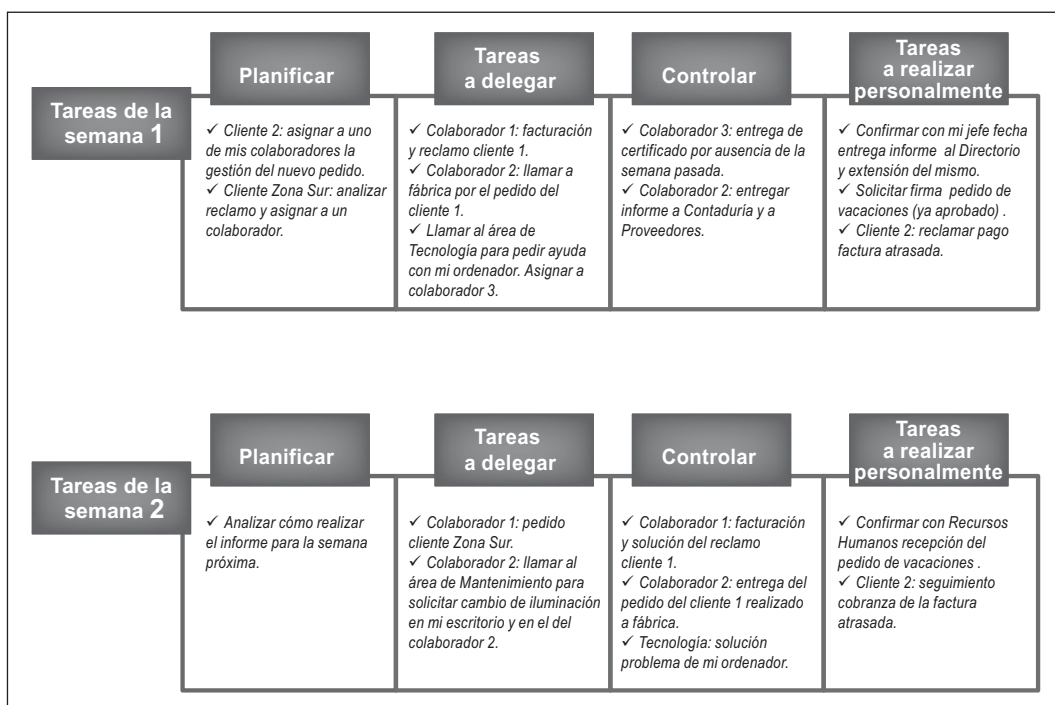 Planificar
Tareas
a delegar
Controlar
Tareas
a realizar
personalmente
Tareas de la
semana 1
✓ Cliente 2: asignar a uno
de mis colaboradores la
gestión del nuevo pedido.
✓ Cliente Zona Sur: analizar
reclamo y asignar a un
colaborador.
✓ Colaborador 1: facturación
y reclamo cliente 1.
✓ Colaborador 2: llamar a
fábrica por el pedido del
cliente 1.
✓ Llamar al área de
Tecnología para pedir ayuda
con mi ordenador. Asignar a
colaborador 3.
✓ Colaborador 3: entrega de
certificado por ausencia de la
semana pasada.
✓ Colaborador 2: entregar
informe a Contaduría y a
Proveedores.
✓ Confirmar con mi jefe fecha
entrega informe al Directorio
y extensión del mismo.
✓ Solicitar firma pedido de
vacaciones (ya aprobado) .
✓ Cliente 2: reclamar pago
factura atrasada.
Planificar
Tareas
a delegar
Controlar
Tareas
a realizar
personalmente
Tareas de la
semana 2
✓ Analizar cómo realizar
el informe para la semana
próxima.
✓ Colaborador 1: pedido
cliente Zona Sur.
✓ Colaborador 2: llamar al
área de Mantenimiento para
solicitar cambio de iluminación
en mi escritorio y en el del
colaborador 2.
✓ Colaborador 1: facturación
y solución del reclamo
cliente 1.
✓ Colaborador 2: entrega del
pedido del cliente 1 realizado
a fábrica.
✓ Tecnología: solución
problema de mi ordenador.
✓ Confirmar con Recursos
Humanos recepción del
pedido de vacaciones .
✓ Cliente 2: seguimiento
cobranza de la factura
atrasada.